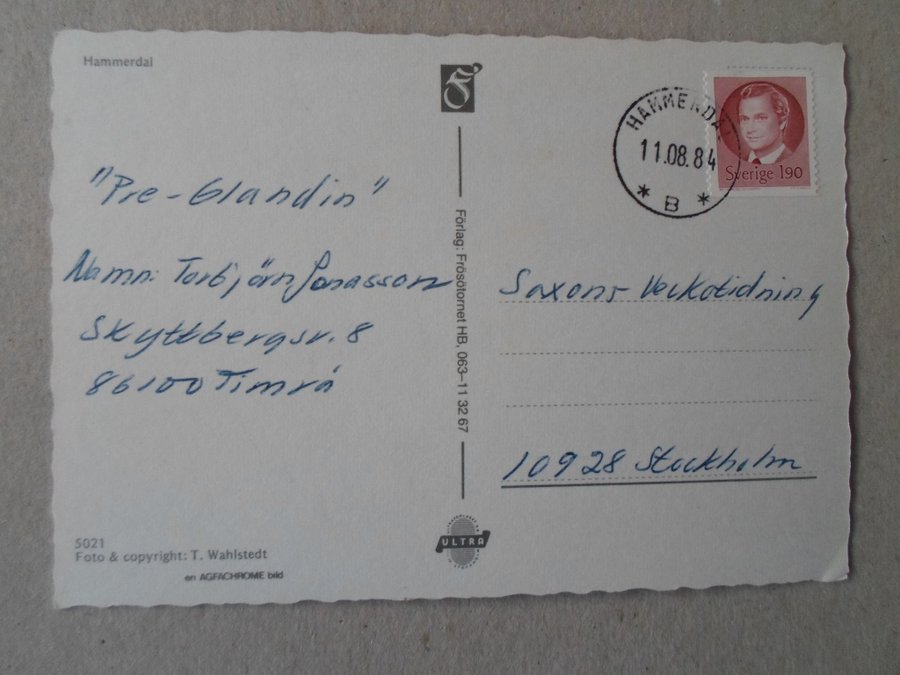 Hammerdal
"Pre-Glandin"
Namn: Torbjörn Jonasson
Skyttbergsv. 8
86100 Timrå
5021
Foto & copyright: T. Wahlstedt
en AGFACHROME bild
Förlag: Frösötornet HB, 063-11 32 67
ULTRA
HAMMERDAL
11.08.84
* B *
Sverige 190
Saxons Veckotidning
10928 Stockholm